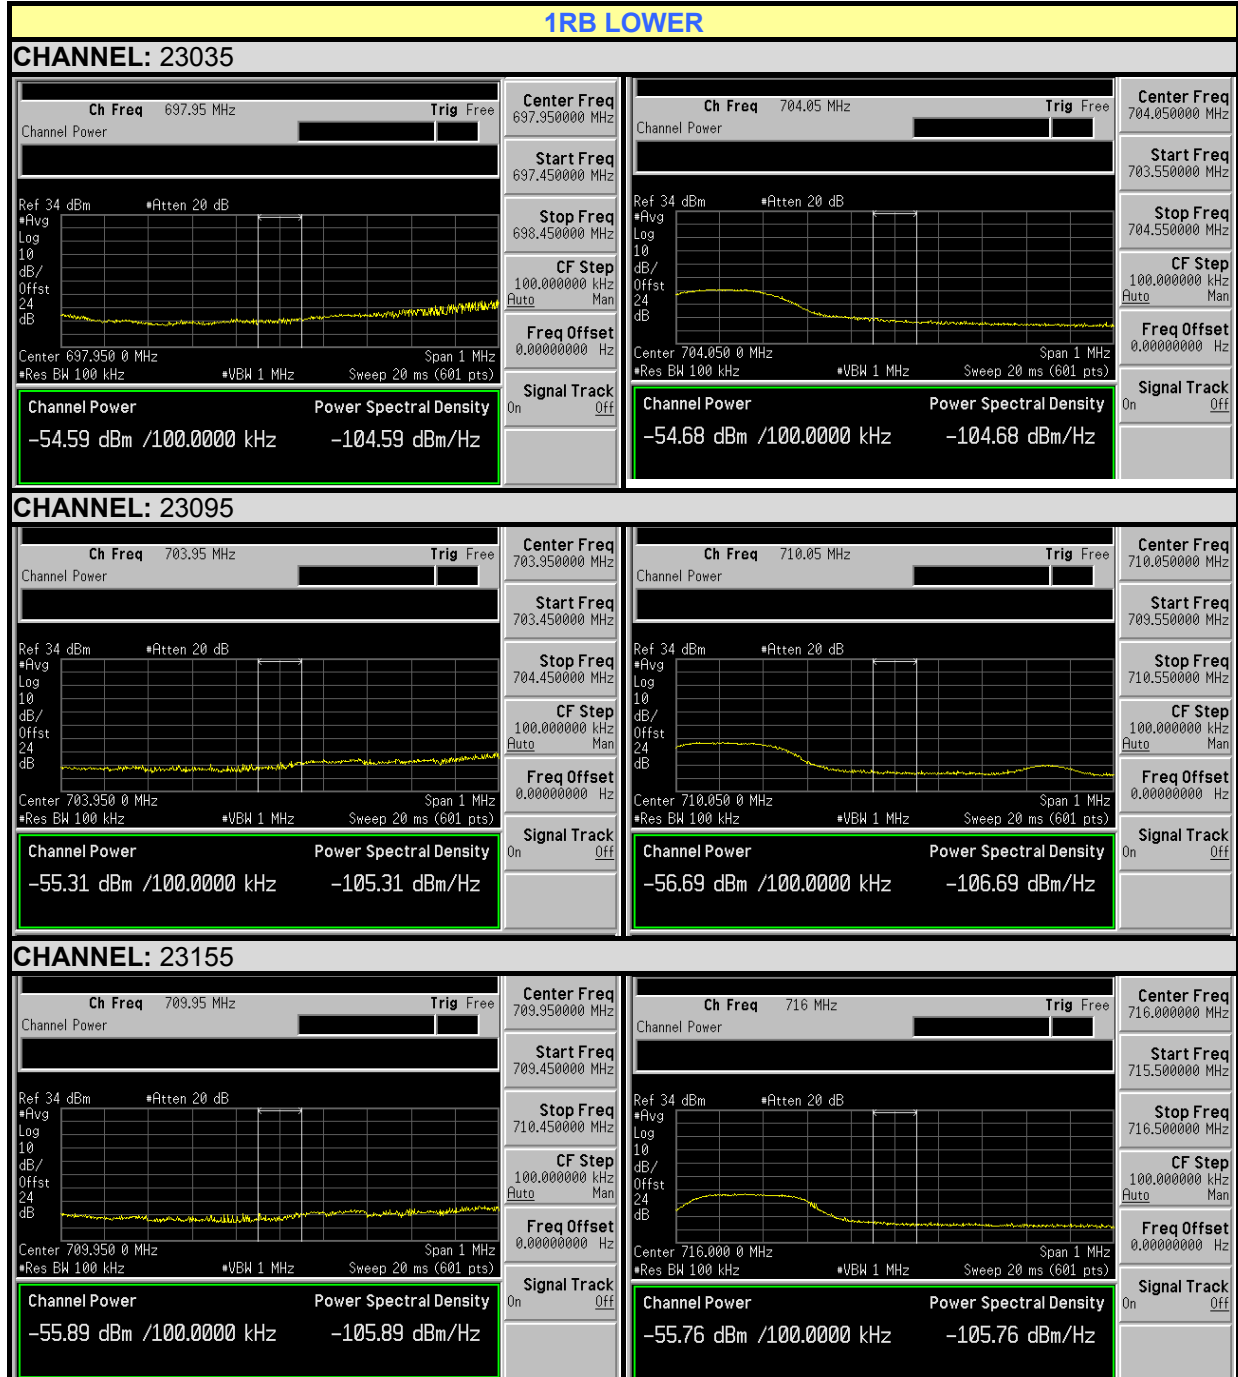 1RB LOWER
CHANNEL: 23035
Ch Freq 697.95 MHz Trig Free
Channel Power
Ref 34 dBm #Atten 20 dB
#Avg
Log
10
dB/
Offst
24
dB
Center 697.950 0 MHz Span 1 MHz
#Res BW 100 kHz #VBW 1 MHz Sweep 20 ms (601 pts)
Channel Power Power Spectral Density
-54.59 dBm /100.0000 kHz -104.59 dBm/Hz
Center Freq
697.950000 MHz
Start Freq
697.450000 MHz
Stop Freq
698.450000 MHz
CF Step
100.000000 kHz
Auto Man
Freq Offset
0.00000000 Hz
Signal Track
On Off
Ch Freq 704.05 MHz Trig Free
Channel Power
Ref 34 dBm #Atten 20 dB
#Avg
Log
10
dB/
Offst
24
dB
Center 704.050 0 MHz Span 1 MHz
#Res BW 100 kHz #VBW 1 MHz Sweep 20 ms (601 pts)
Channel Power Power Spectral Density
-54.68 dBm /100.0000 kHz -104.68 dBm/Hz
Center Freq
704.050000 MHz
Start Freq
703.550000 MHz
Stop Freq
704.550000 MHz
CF Step
100.000000 kHz
Auto Man
Freq Offset
0.00000000 Hz
Signal Track
On Off
CHANNEL: 23095
Ch Freq 703.95 MHz Trig Free
Channel Power
Ref 34 dBm #Atten 20 dB
#Avg
Log
10
dB/
Offst
24
dB
Center 703.950 0 MHz Span 1 MHz
#Res BW 100 kHz #VBW 1 MHz Sweep 20 ms (601 pts)
Channel Power Power Spectral Density
-55.31 dBm /100.0000 kHz -105.31 dBm/Hz
Center Freq
703.950000 MHz
Start Freq
703.450000 MHz
Stop Freq
704.450000 MHz
CF Step
100.000000 kHz
Auto Man
Freq Offset
0.00000000 Hz
Signal Track
On Off
Ch Freq 710.05 MHz Trig Free
Channel Power
Ref 34 dBm #Atten 20 dB
#Avg
Log
10
dB/
Offst
24
dB
Center 710.050 0 MHz Span 1 MHz
#Res BW 100 kHz #VBW 1 MHz Sweep 20 ms (601 pts)
Channel Power Power Spectral Density
-56.69 dBm /100.0000 kHz -106.69 dBm/Hz
Center Freq
710.050000 MHz
Start Freq
709.550000 MHz
Stop Freq
710.550000 MHz
CF Step
100.000000 kHz
Auto Man
Freq Offset
0.00000000 Hz
Signal Track
On Off
CHANNEL: 23155
Ch Freq 709.95 MHz Trig Free
Channel Power
Ref 34 dBm #Atten 20 dB
#Avg
Log
10
dB/
Offst
24
dB
Center 709.950 0 MHz Span 1 MHz
#Res BW 100 kHz #VBW 1 MHz Sweep 20 ms (601 pts)
Channel Power Power Spectral Density
-55.89 dBm /100.0000 kHz -105.89 dBm/Hz
Center Freq
709.950000 MHz
Start Freq
709.450000 MHz
Stop Freq
710.450000 MHz
CF Step
100.000000 kHz
Auto Man
Freq Offset
0.00000000 Hz
Signal Track
On Off
Ch Freq 716 MHz Trig Free
Channel Power
Ref 34 dBm #Atten 20 dB
#Avg
Log
10
dB/
Offst
24
dB
Center 716.000 0 MHz Span 1 MHz
#Res BW 100 kHz #VBW 1 MHz Sweep 20 ms (601 pts)
Channel Power Power Spectral Density
-55.76 dBm /100.0000 kHz -105.76 dBm/Hz
Center Freq
716.000000 MHz
Start Freq
715.500000 MHz
Stop Freq
716.500000 MHz
CF Step
100.000000 kHz
Auto Man
Freq Offset
0.00000000 Hz
Signal Track
On Off